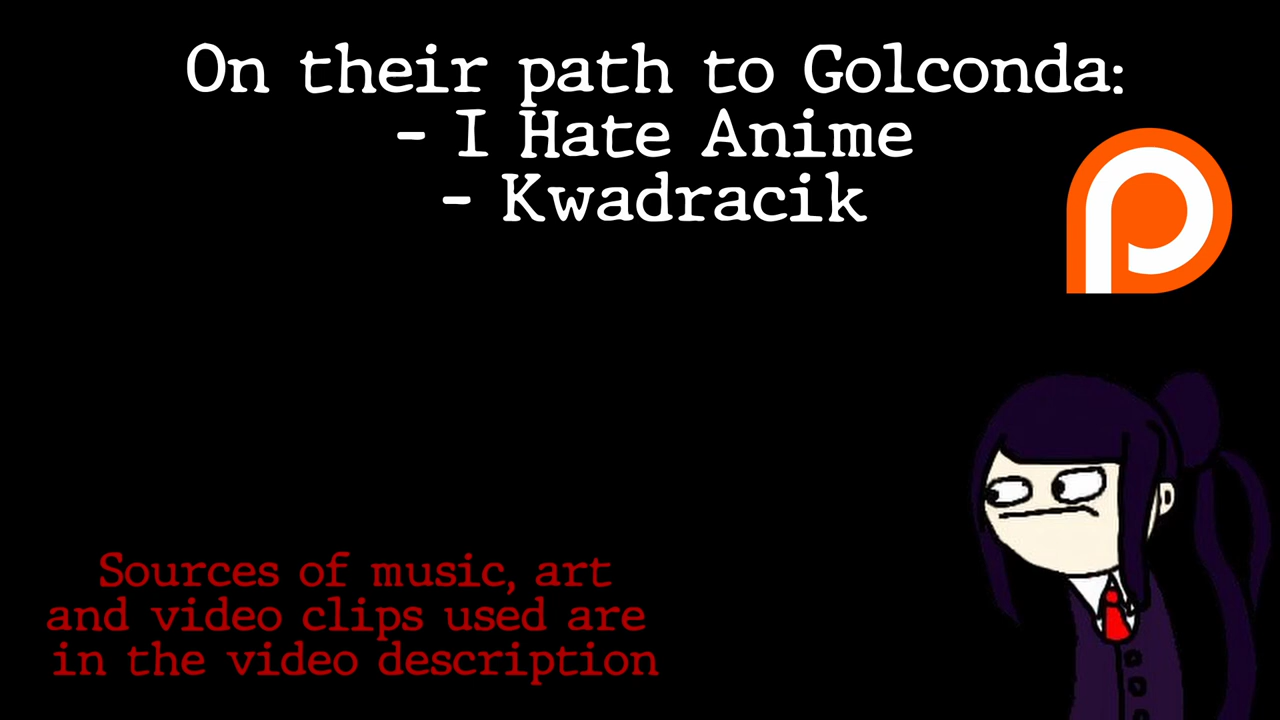 On their path to Golconda:
- I Hate Anime
- Kwadracik
Sources of music, art
and video clips used are
in the video description